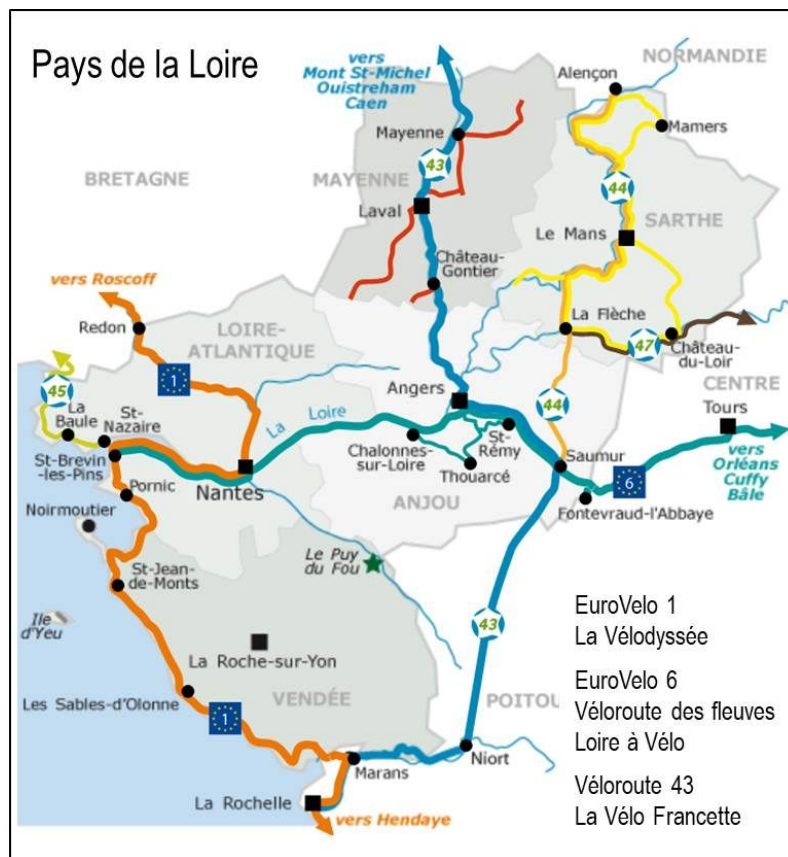 Pays de la Loire
vers
Mont St-Michel
Ouistreham
Caen
NORMANDIE
Alençon
Mamers
Mayenne
BRETAGNE
MAYENNE
43
44
Laval
SARTHE
Le Mans
Château-
Gontier
vers Roscoff
Redon
LOIRE-
ATLANTIQUE
La Flèche
47
Château-
du-Loir
1
45
La
Baule
St-
Nazaire
Angers
44
CENTRE
Tours
La Loire
St-Brevin
-les-Pins
Chalonnes-
sur-Loire
St-
Rémy
Saumur
Thouarcé
6
vers
Orléans
Cuffy
Bâle
Pornic
Nantes
ANJOU
Fontevraud-l'Abbaye
Noirmoutier
Le Puy
du Fou
St-Jean-
de-Monts
Ile
d'Yeu
43
La Roche-sur-Yon
Les Sables-d'Olonne
VENDÉE
POITOU
1
Marans
Niort
La Rochelle
vers Hendaye
EuroVelo 1
La Vélodyssée
EuroVelo 6
Véloroute des fleuves
Loire à Vélo
Véloroute 43
La Vélo Francette